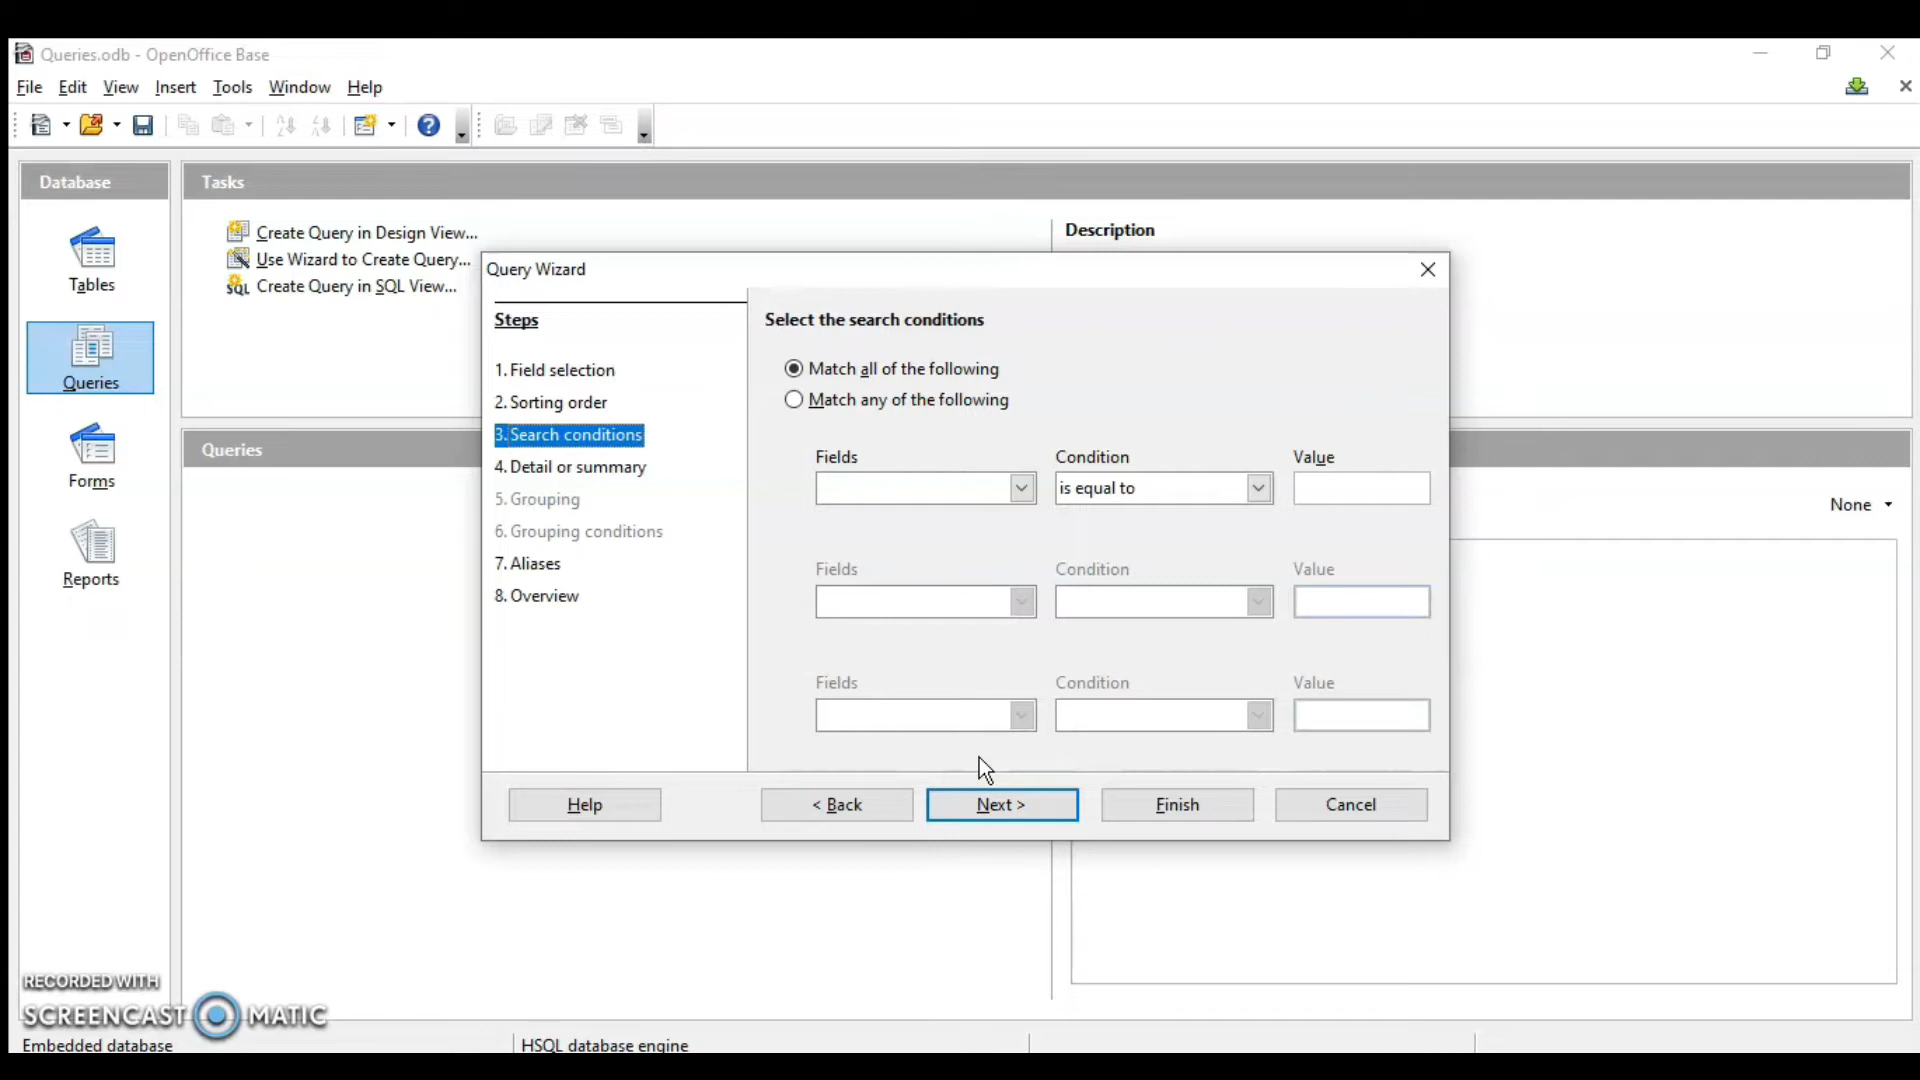 Queries.odb - OpenOffice Base
File Edit View Insert Tools Window Help
Database
Tasks
Create Query in Design View...
Use Wizard to Create Query...
SQL Create Query in SQL View...
Description
Tables
Queries
Forms
Reports
Queries
None
Query Wizard
Steps
1. Field selection
2. Sorting order
3. Search conditions
4. Detail or summary
5. Grouping
6. Grouping conditions
7. Aliases
8. Overview
Select the search conditions
Match all of the following
Match any of the following
Fields Condition Value
is equal to
Fields Condition Value
Fields Condition Value
Help < Back Next > Finish Cancel
RECORDED WITH
SCREENCAST MATIC
Embedded database HSQL database engine